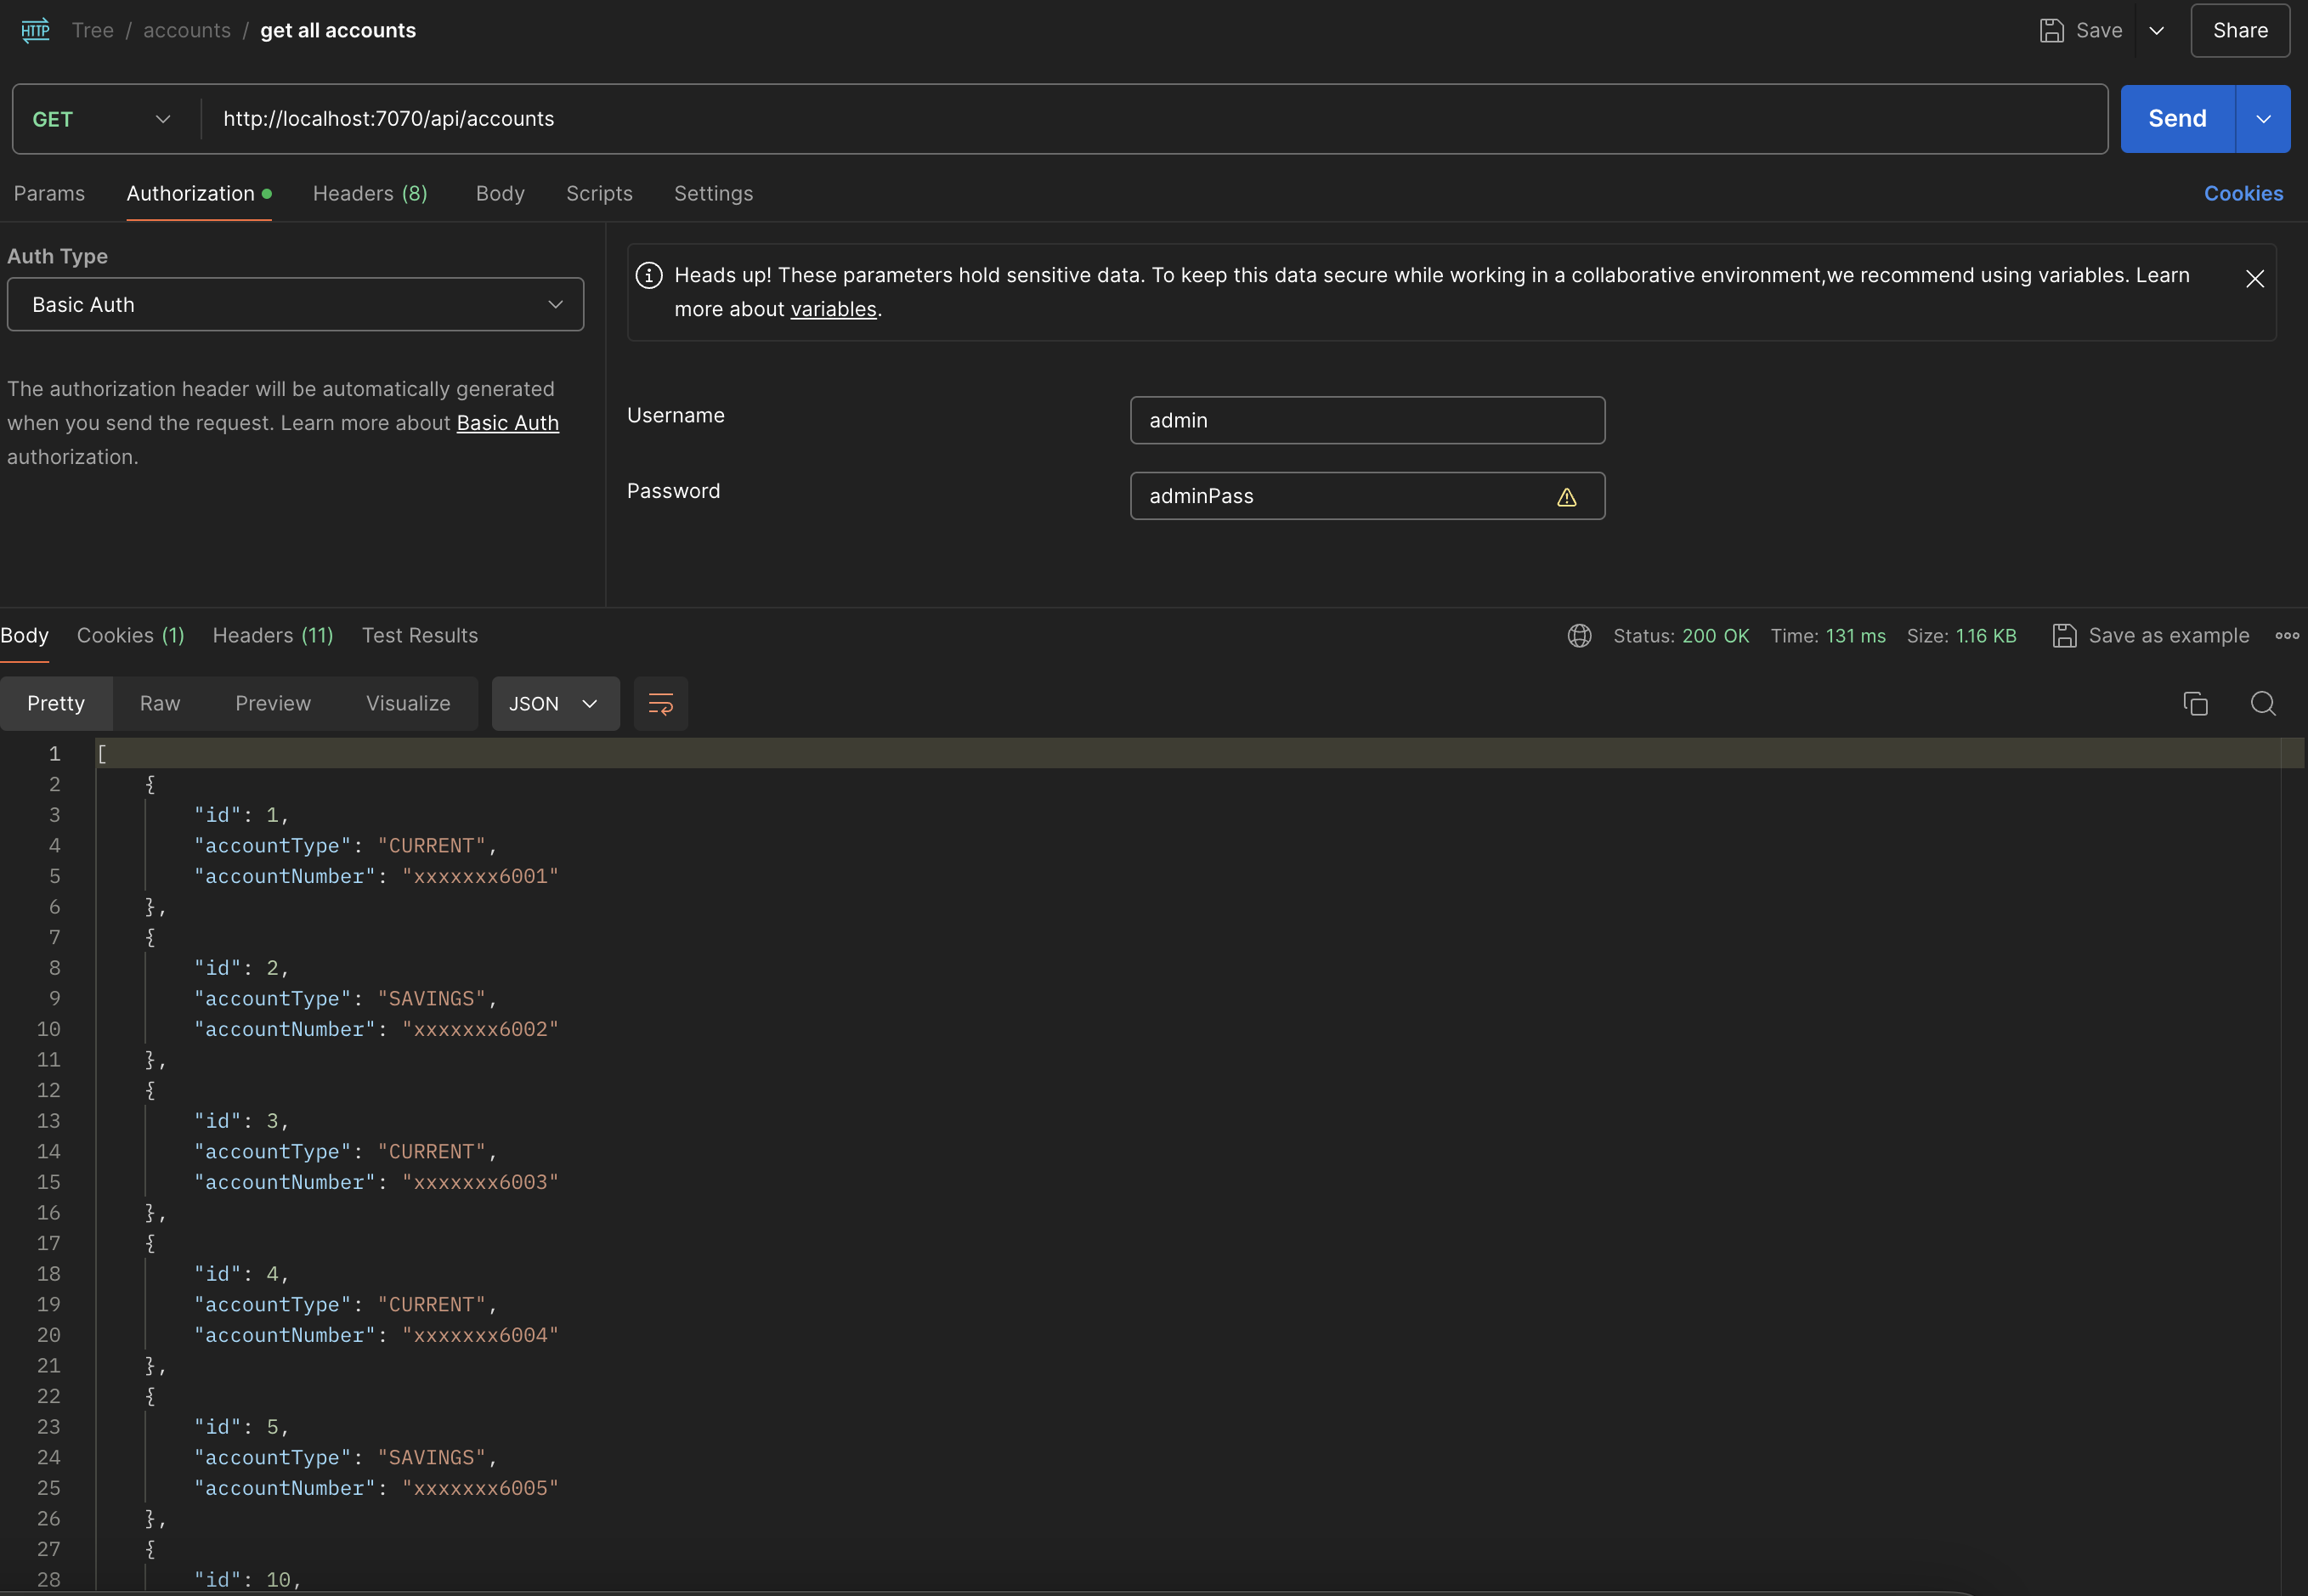 HTTP Tree / accounts / get all accounts Save Share
GET http://localhost:7070/api/accounts Send
Params Authorization Headers (8) Body Scripts Settings Cookies
Auth Type
Basic Auth
The authorization header will be automatically generated
when you send the request. Learn more about Basic Auth
authorization.
Heads up! These parameters hold sensitive data. To keep this data secure while working in a collaborative environment,we recommend using variables. Learn
more about variables.
Username admin
Password adminPass
Body Cookies (1) Headers (11) Test Results Status: 200 OK Time: 131 ms Size: 1.16 KB Save as example
Pretty Raw Preview Visualize JSON
1 [
2 {
3 "id": 1,
4 "accountType": "CURRENT",
5 "accountNumber": "xxxxxxx6001"
6 },
7 {
8 "id": 2,
9 "accountType": "SAVINGS",
10 "accountNumber": "xxxxxxx6002"
11 },
12 {
13 "id": 3,
14 "accountType": "CURRENT",
15 "accountNumber": "xxxxxxx6003"
16 },
17 {
18 "id": 4,
19 "accountType": "CURRENT",
20 "accountNumber": "xxxxxxx6004"
21 },
22 {
23 "id": 5,
24 "accountType": "SAVINGS",
25 "accountNumber": "xxxxxxx6005"
26 },
27 {
28 "id": 10,